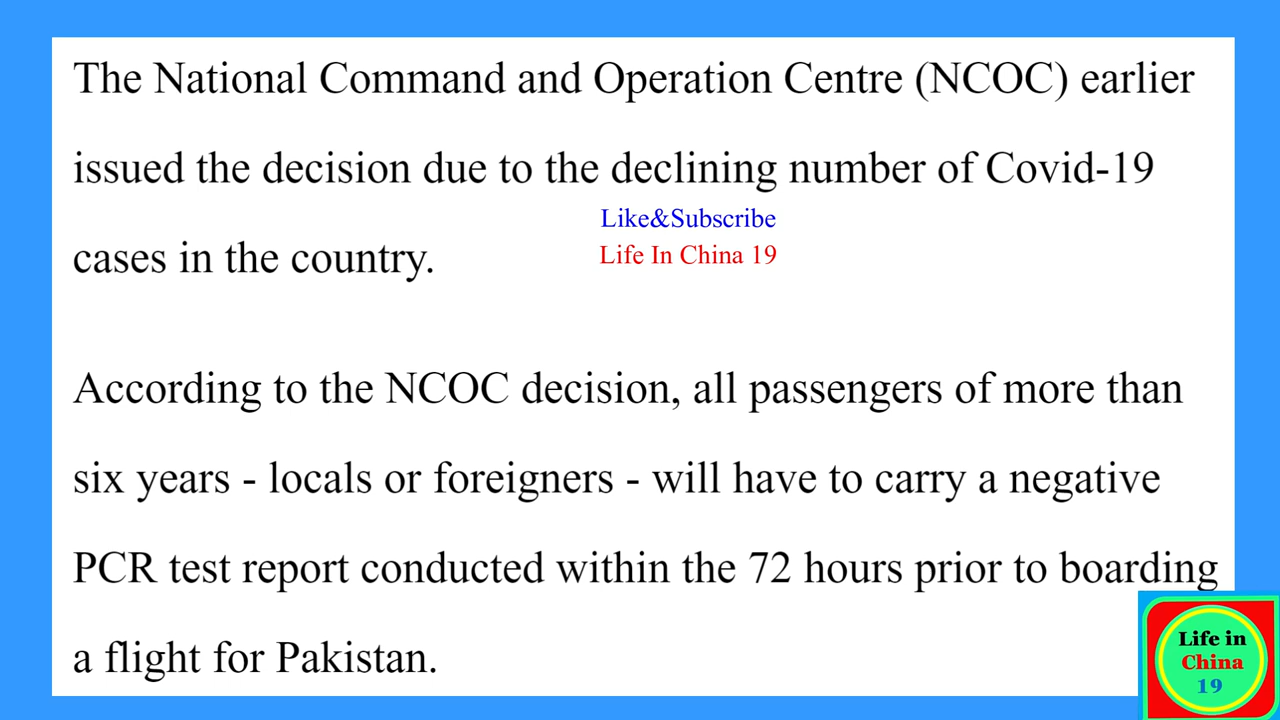 The National Command and Operation Centre (NCOC) earlier
issued the decision due to the declining number of Covid-19
Like&Subscribe
cases in the country.
Life In China 19
According to the NCOC decision, all passengers of more than
six years - locals or foreigners - will have to carry a negative
PCR test report conducted within the 72 hours prior to boarding
a flight for Pakistan.
Life in
China
19